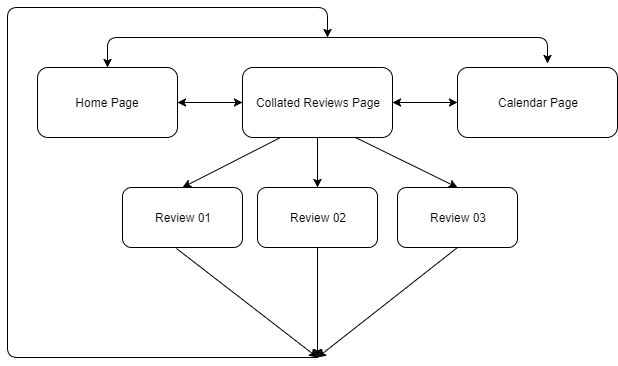 Home Page
Collated Reviews Page
Calendar Page
Review 01
Review 02
Review 03